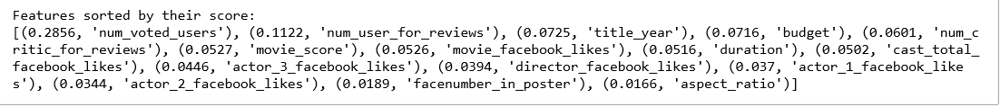 Features sorted by their score:
[(0.2856, 'num_voted_users'), (0.1122, 'num_user_for_reviews'), (0.0725, 'title_year'), (0.0716, 'budget'), (0.0601, 'num_c
ritic_for_reviews'), (0.0527, 'movie_score'), (0.0526, 'movie_facebook_likes'), (0.0516, 'duration'), (0.0502, 'cast_total_
facebook_likes'), (0.0446, 'actor_3_facebook_likes'), (0.0394, 'director_facebook_likes'), (0.037, 'actor_1_facebook_like
s'), (0.0344, 'actor_2_facebook_likes'), (0.0189, 'facenumber_in_poster'), (0.0166, 'aspect_ratio')]